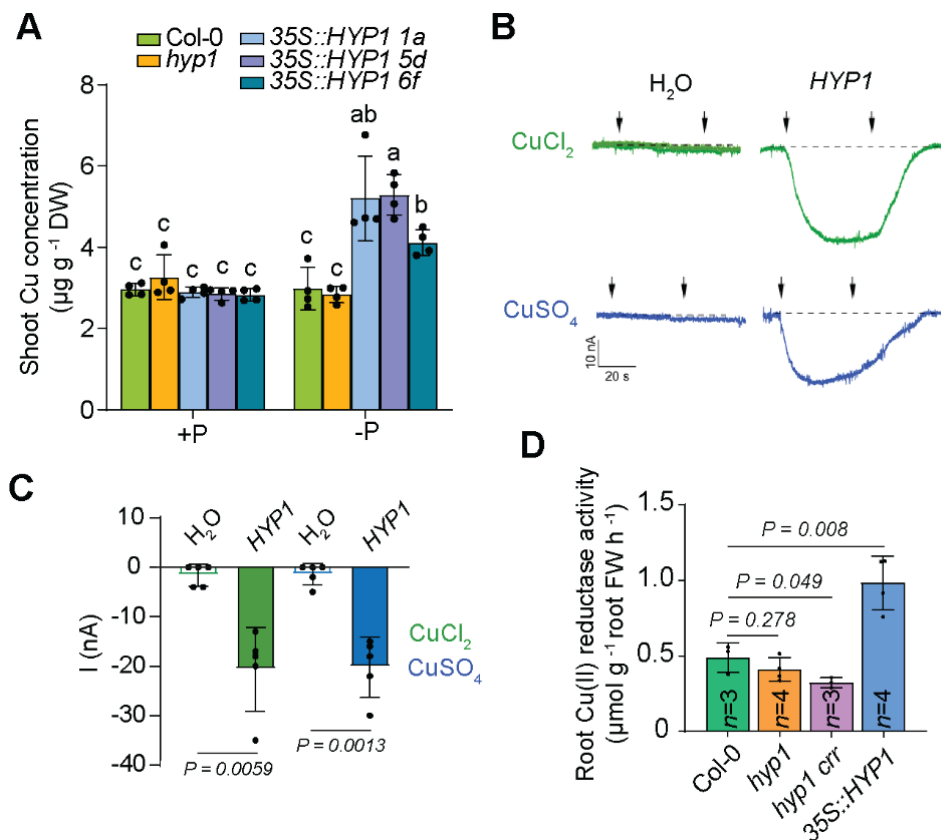 A
Col-0
hyp1
35S::HYP1 1a
35S::HYP1 5d
35S::HYP1 6f
Shoot Cu concentration
(µg g⁻¹ DW)
8
6
4
2
0
c c c c c
c c ab a b
+P -P
B
H₂O HYP1
CuCl₂
CuSO₄
10 nA
20 s
C
I (nA)
10
0
-10
-20
-30
-40
H₂O HYP1 H₂O HYP1
CuCl₂
CuSO₄
P = 0.0059
P = 0.0013
D
Root Cu(II) reductase activity
(µmol g⁻¹ root FW h⁻¹)
1.5
1.0
0.5
0
P = 0.008
P = 0.049
P = 0.278
n=3 n=4 n=3 n=4
Col-0 hyp1 hyp1 crr 35S::HYP1